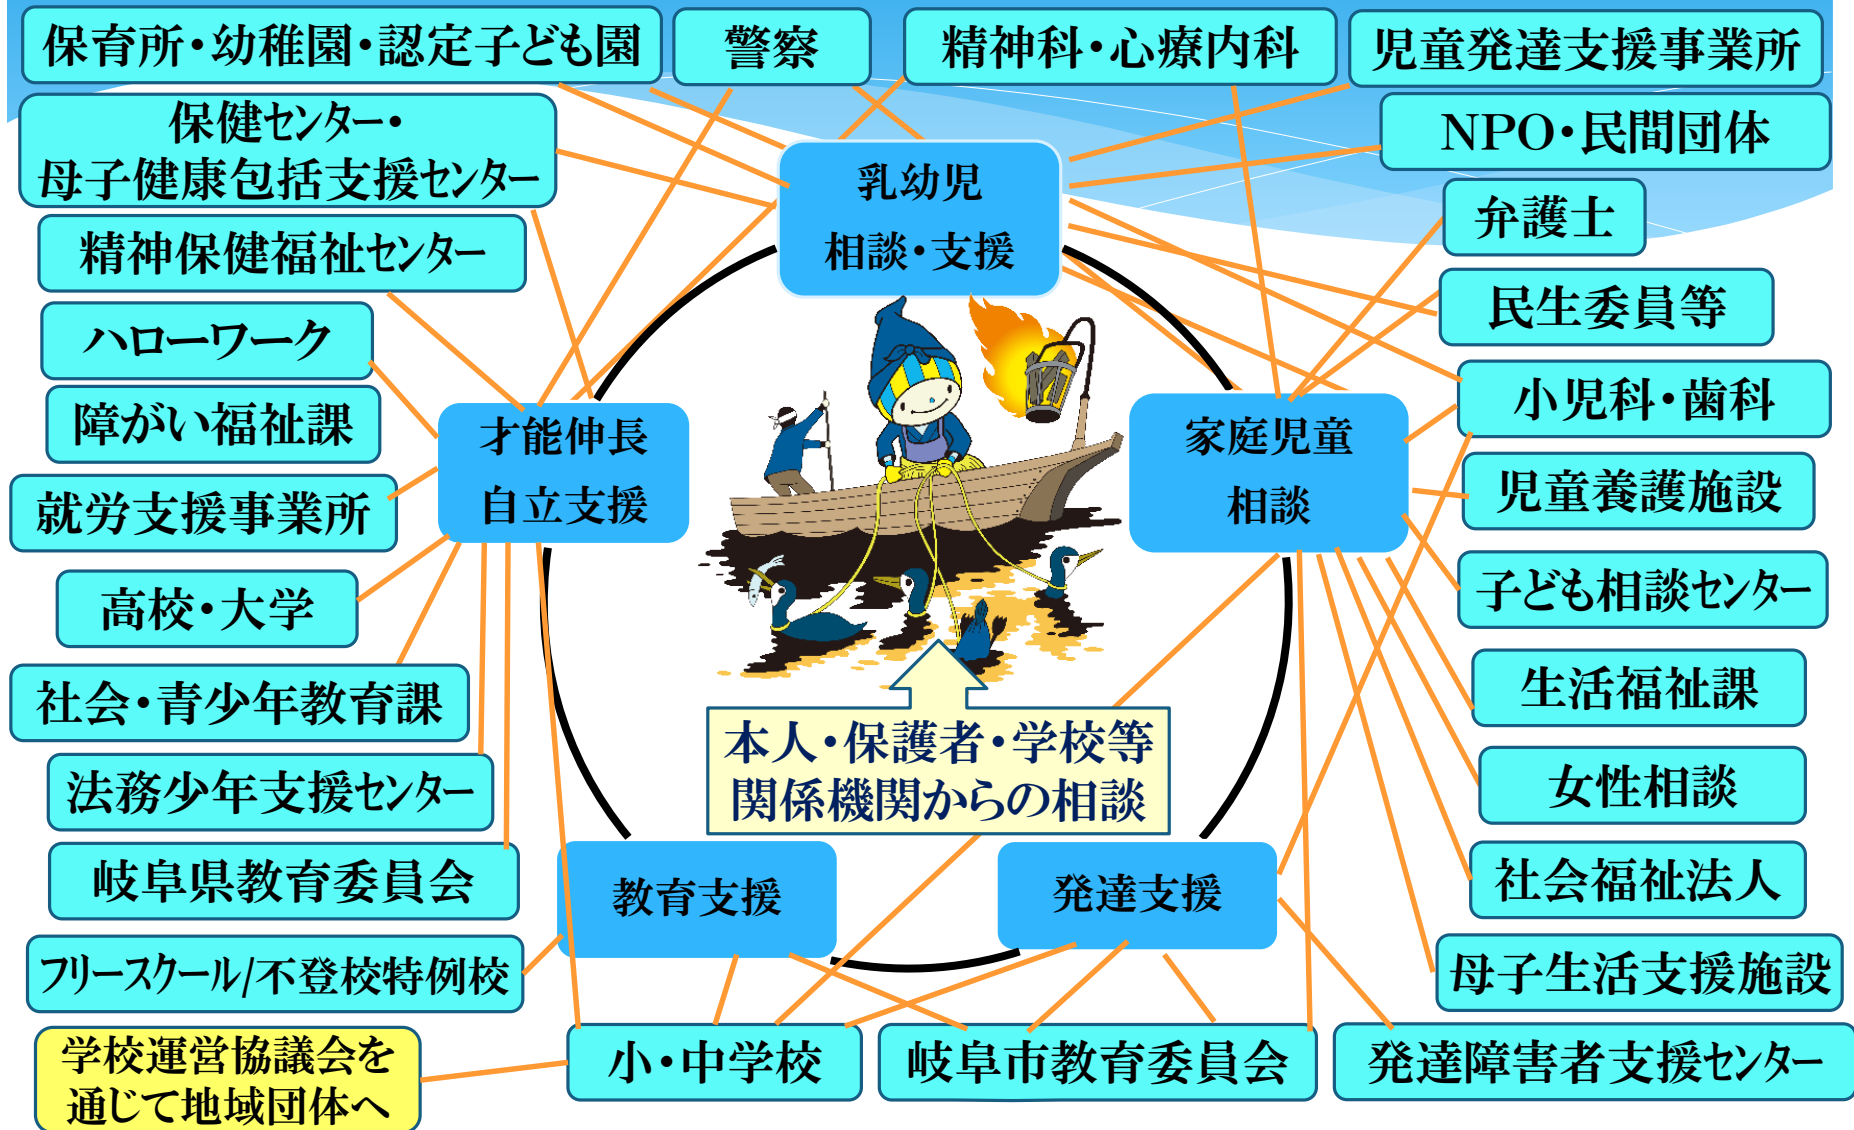 保育所・幼稚園・認定子ども園
警察
精神科・心療内科
児童発達支援事業所
保健センター・
母子健康包括支援センター
NPO・民間団体
乳幼児
相談・支援
弁護士
精神保健福祉センター
民生委員等
ハローワーク
小児科・歯科
障がい福祉課
才能伸長
自立支援
家庭児童
相談
就労支援事業所
児童養護施設
高校・大学
子ども相談センター
社会・青少年教育課
生活福祉課
本人・保護者・学校等
関係機関からの相談
法務少年支援センター
女性相談
岐阜県教育委員会
教育支援
発達支援
社会福祉法人
フリースクール/不登校特例校
母子生活支援施設
学校運営協議会を
通じて地域団体へ
小・中学校
岐阜市教育委員会
発達障害者支援センター